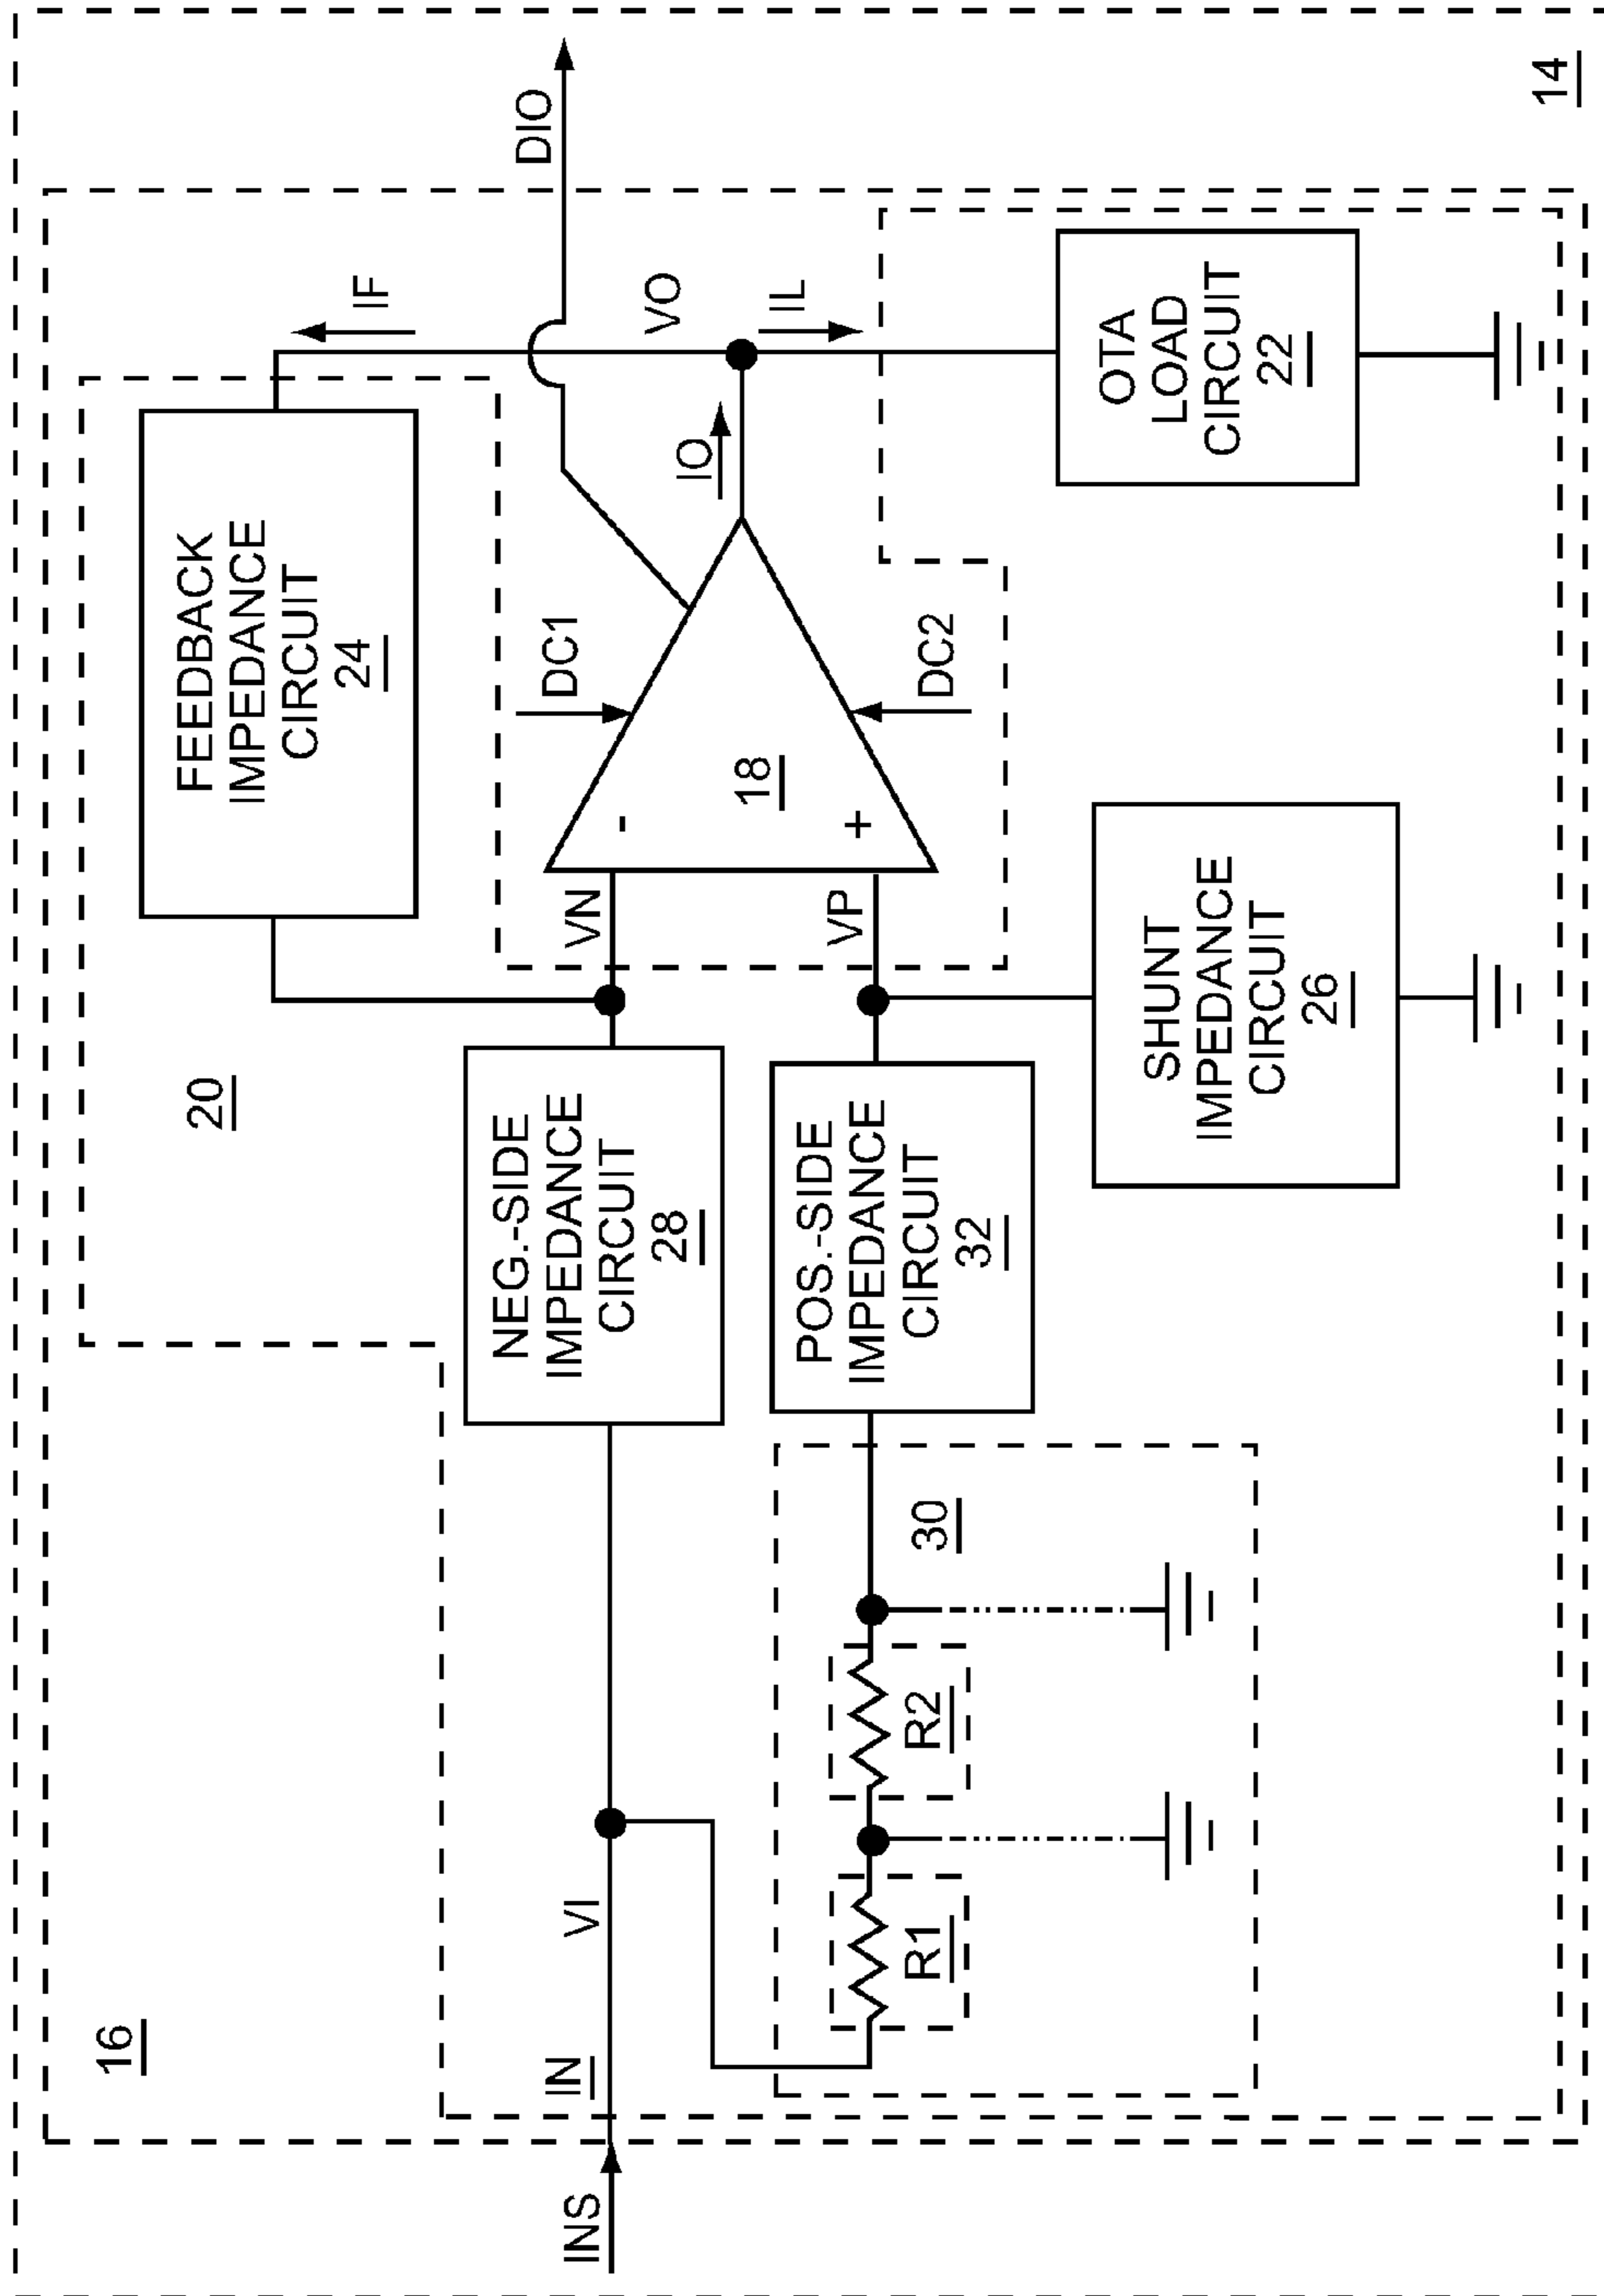 14
16
20
FEEDBACK
IMPEDANCE
CIRCUIT
24
DIO
IF
VO
IL
IO
DC1
DC2
18
-
+
VN
VP
INS
IN
VI
NEG.-SIDE
IMPEDANCE
CIRCUIT
28
POS.-SIDE
IMPEDANCE
CIRCUIT
32
30
R1
R2
SHUNT
IMPEDANCE
CIRCUIT
26
OTA
LOAD
CIRCUIT
22